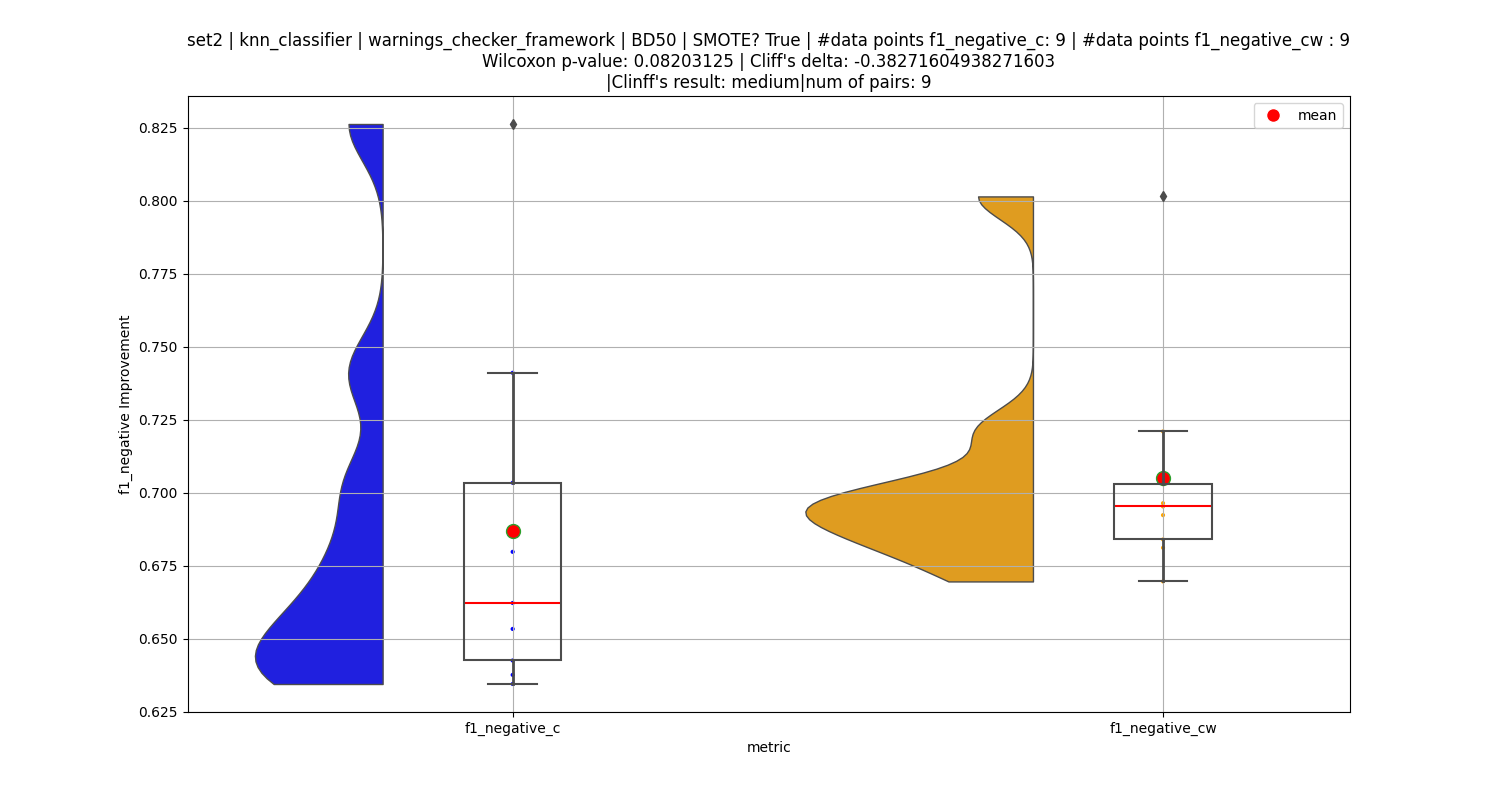 set2 | knn_classifier | warnings_checker_framework | BD50 | SMOTE? True | #data points f1_negative_c: 9 | #data points f1_negative_cw : 9
Wilcoxon p-value: 0.08203125 | Cliff's delta: -0.38271604938271603
|Clinff's result: medium|num of pairs: 9
mean
0.825
0.800
0.775
0.750
0.725
0.700
0.675
0.650
0.625
f1_negative Improvement
f1_negative_c
f1_negative_cw
metric